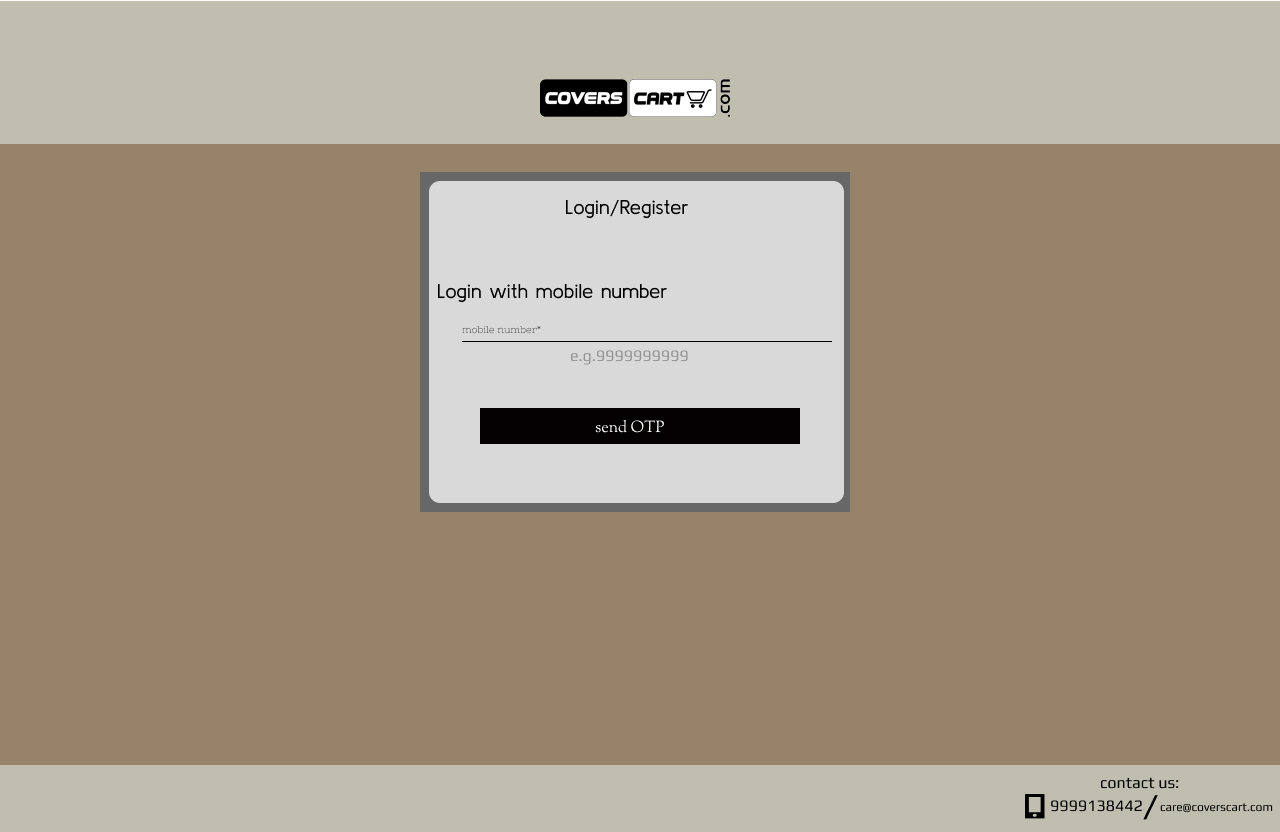 COVERS CART .com
Login/Register
Login with mobile number
mobile number*
e.g.9999999999
send OTP
contact us:
9999138442/care@coverscart.com